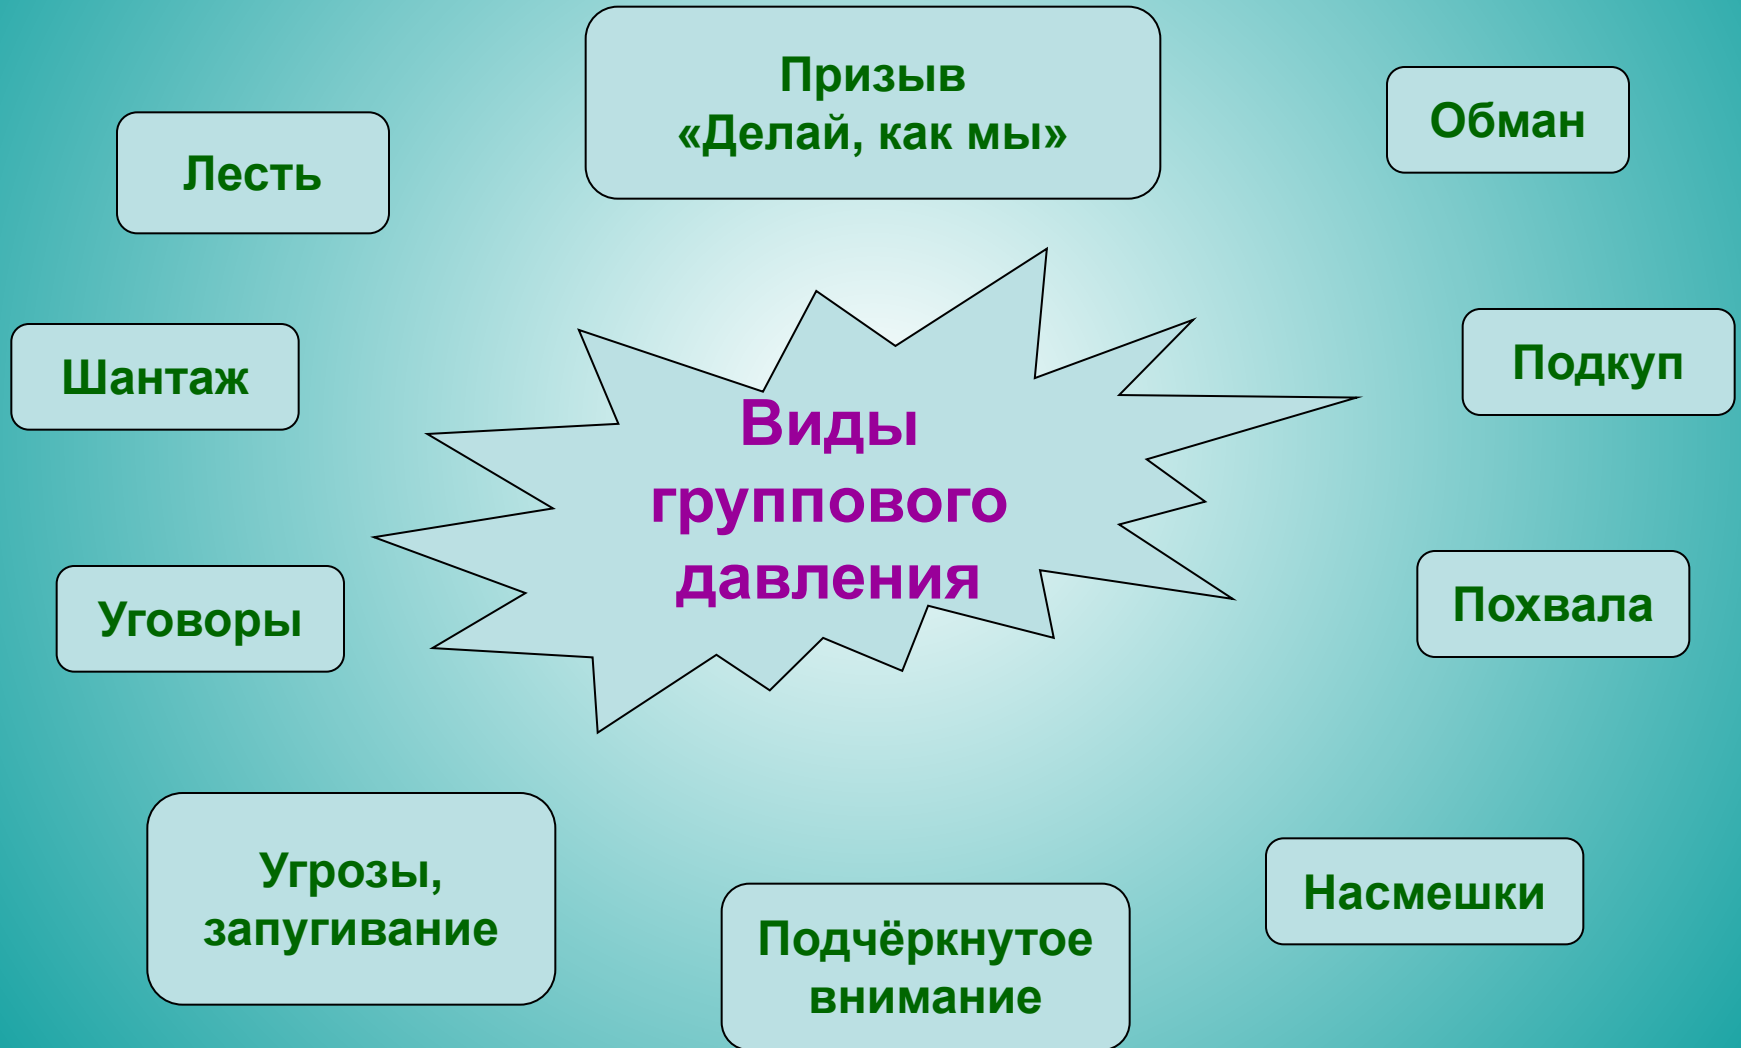 Призыв
«Делай, как мы»
Обман
Лесть
Шантаж
Подкуп
Виды
группового
давления
Уговоры
Похвала
Угрозы,
запугивание
Насмешки
Подчёркнутое
внимание